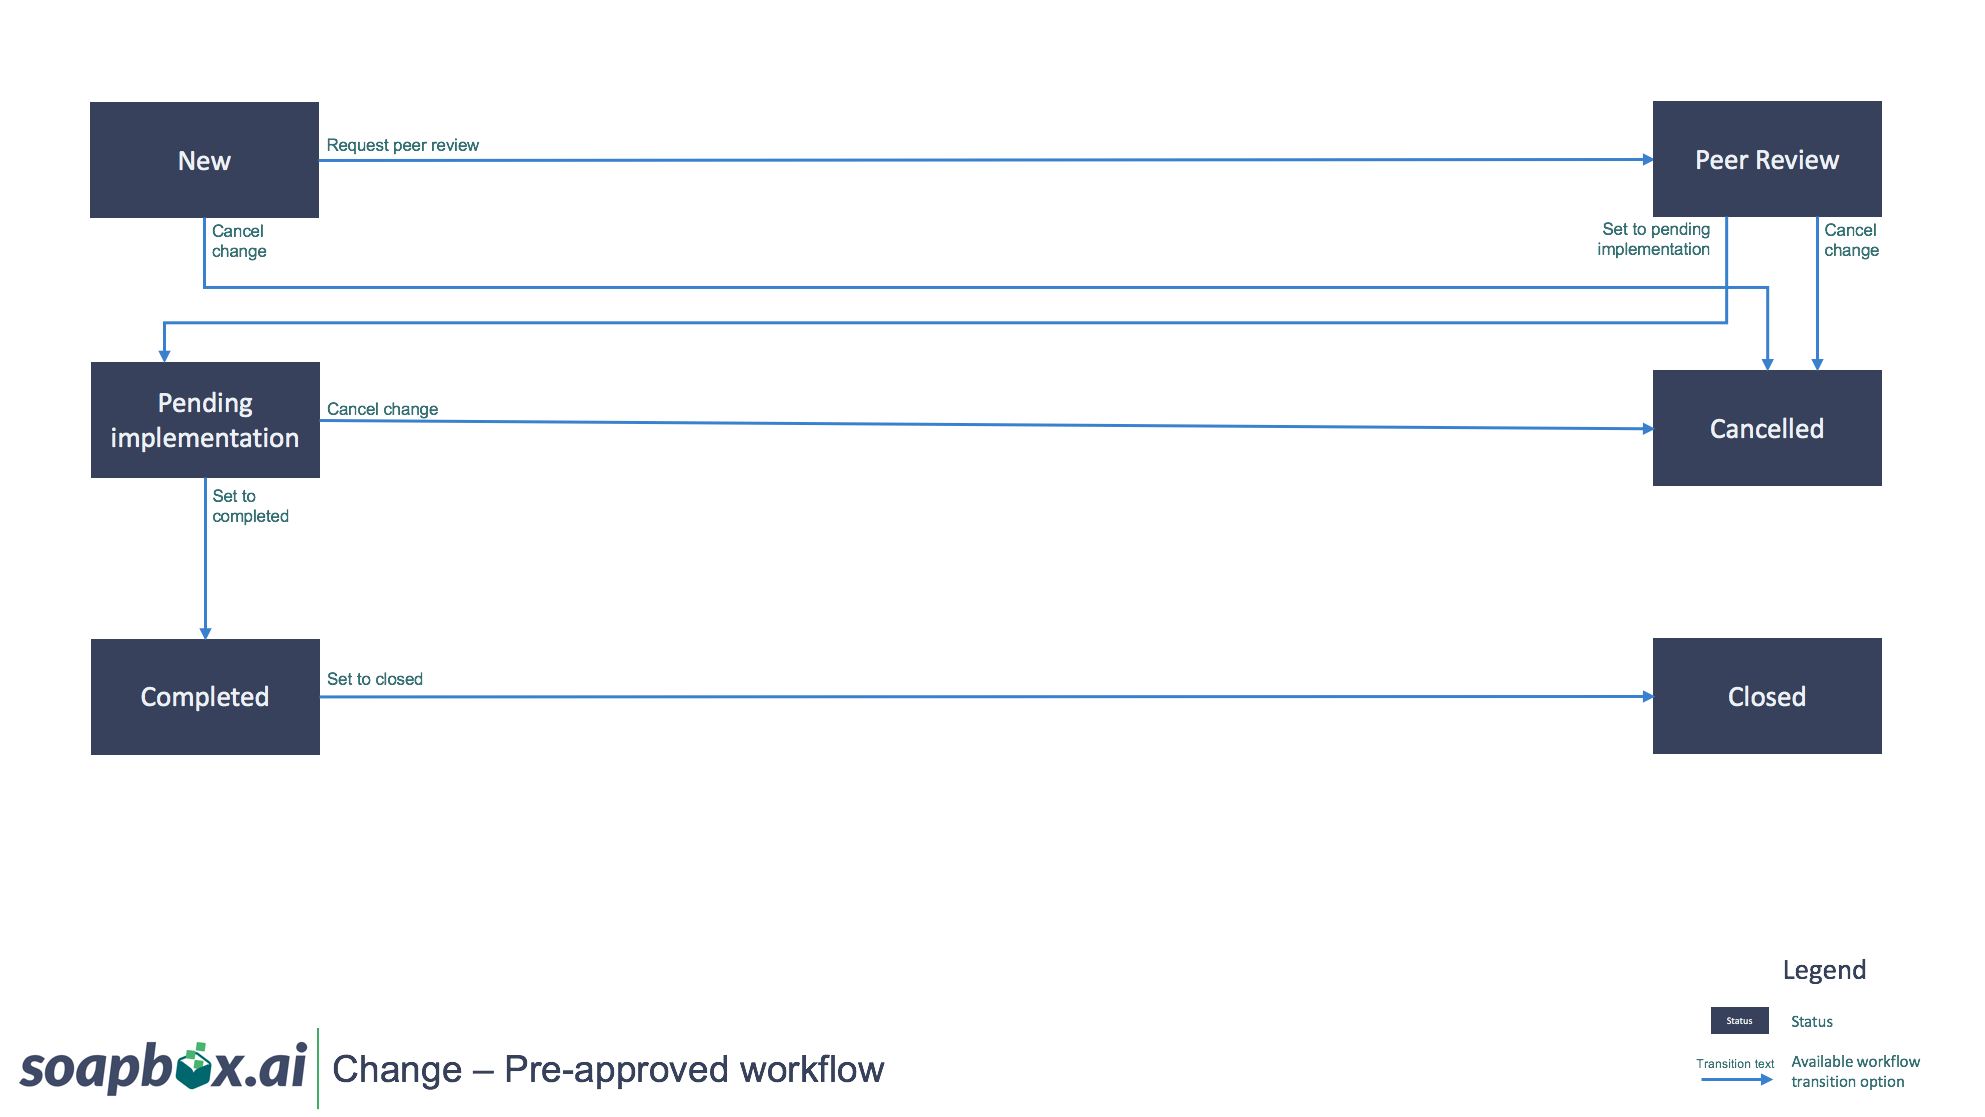 New
Request peer review
Peer Review
Cancel
change
Set to pending
implementation
Cancel
change
Pending
implementation
Cancel change
Cancelled
Set to
completed
Completed
Set to closed
Closed
Legend
Status
Status
Transition text
Available workflow
transition option
soapbox.ai
Change – Pre-approved workflow